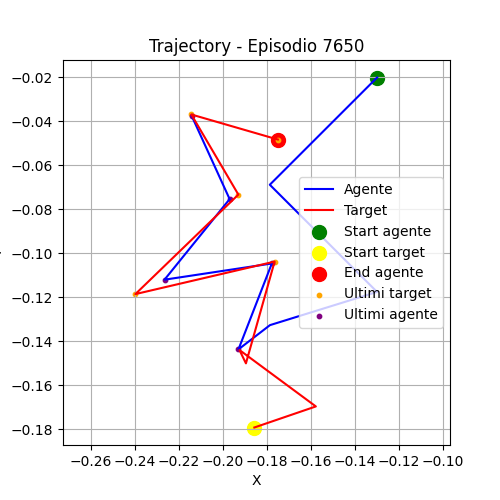 Trajectory - Episodio 7650
−0.02
−0.04
−0.06
−0.08
−0.10
−0.12
−0.14
−0.16
−0.18
Agente
Target
Start agente
Start target
End agente
Ultimi target
Ultimi agente
−0.26 −0.24 −0.22 −0.20 −0.18 −0.16 −0.14 −0.12 −0.10
X